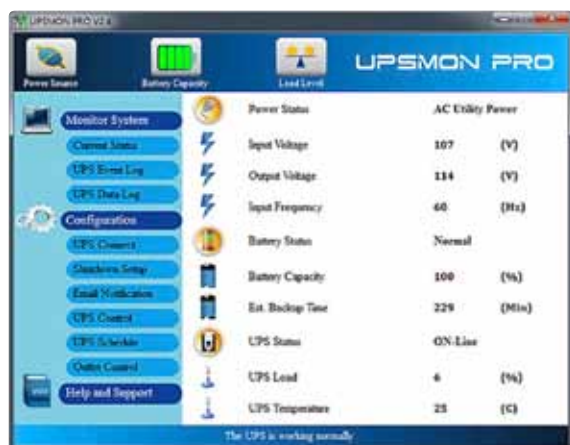 UPSMON PRO V2.4
UPSMON PRO
Power Source
Battery Capacity
Load Level
Monitor System
Current Status
UPS Event Log
UPS Data Log
Configuration
UPS Connect
Shutdown Setup
Email Notification
UPS Control
UPS Schedule
Outlet Control
Help and Support
Power Status AC Utility Power
Input Voltage 107 (V)
Output Voltage 114 (V)
Input Frequency 60 (Hz)
Battery Status Normal
Battery Capacity 100 (%)
Est. Backup Time 229 (Min)
UPS Status ON-Line
UPS Load 6 (%)
UPS Temperature 25 (C)
The UPS is working normally